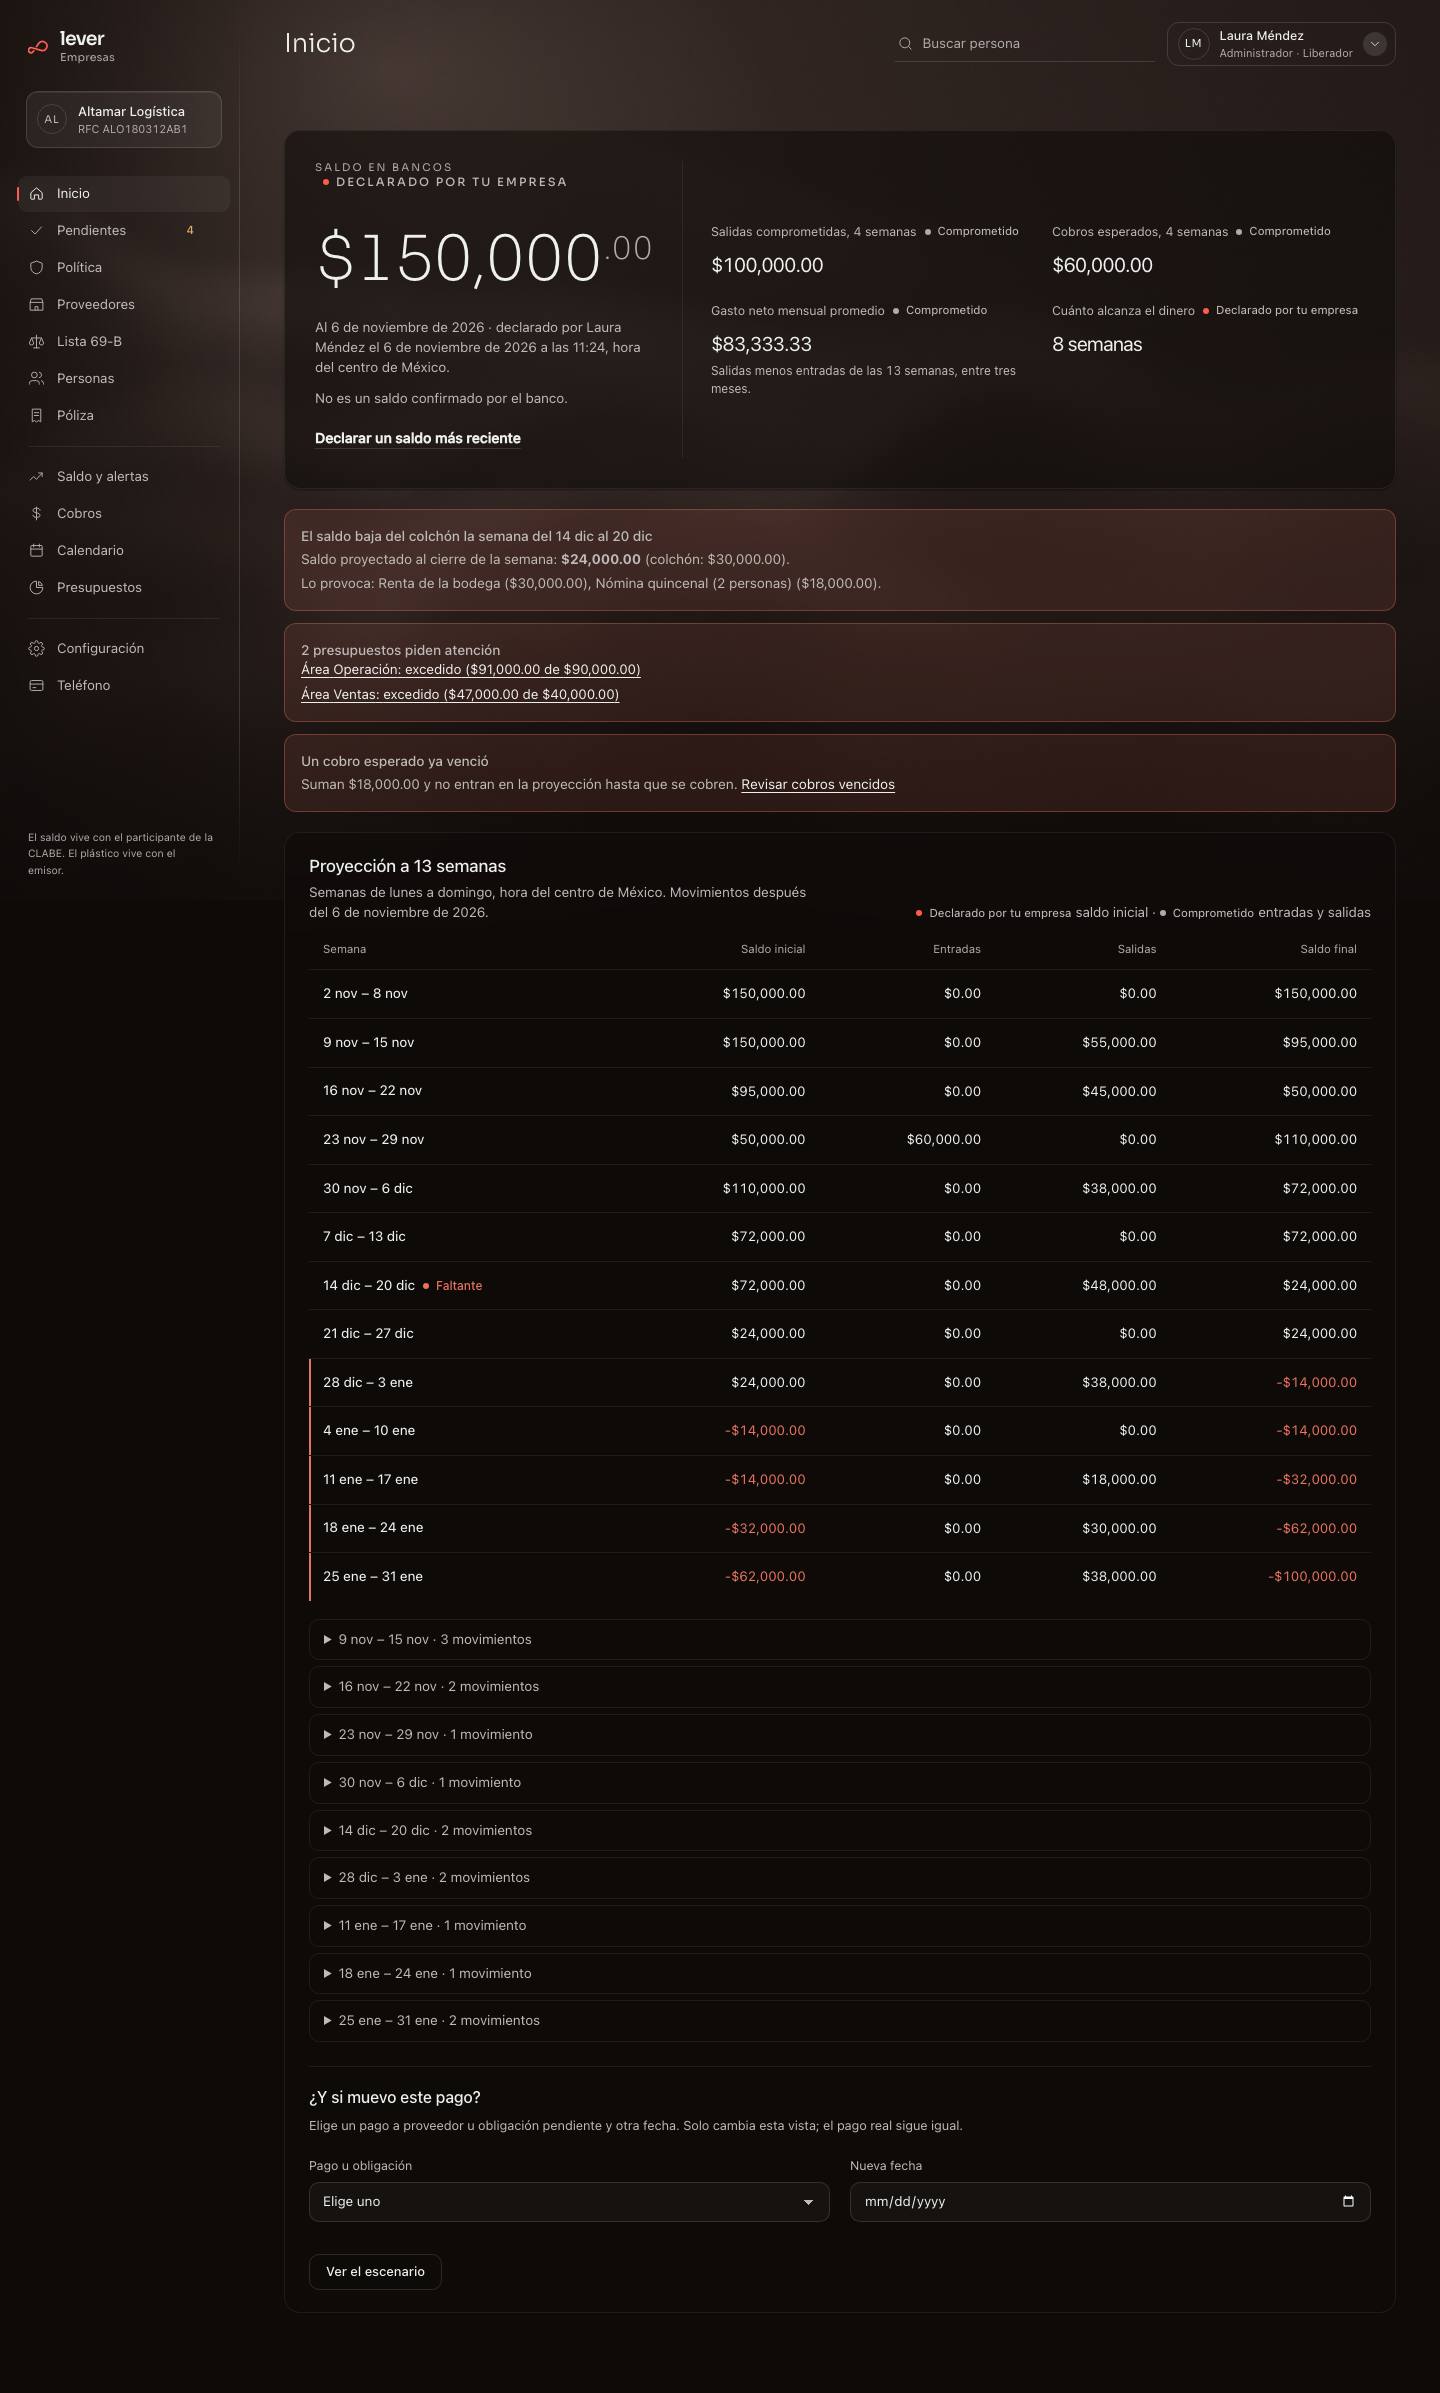 lever
Empresas
AL
Altamar Logística
RFC ALO180312AB1
Inicio
Pendientes 4
Política
Proveedores
Lista 69-B
Personas
Póliza
Saldo y alertas
Cobros
Calendario
Presupuestos
Configuración
Teléfono
El saldo vive con el participante de la
CLABE. El plástico vive con el
emisor.
Inicio
Buscar persona
LM
Laura Méndez
Administrador · Liberador
SALDO EN BANCOS
DECLARADO POR TU EMPRESA
$150,000.00
Al 6 de noviembre de 2026 · declarado por Laura
Méndez el 6 de noviembre de 2026 a las 11:24, hora
del centro de México.
No es un saldo confirmado por el banco.
Declarar un saldo más reciente
Salidas comprometidas, 4 semanas Comprometido
$100,000.00
Cobros esperados, 4 semanas Comprometido
$60,000.00
Gasto neto mensual promedio Comprometido
$83,333.33
Salidas menos entradas de las 13 semanas, entre tres
meses.
Cuánto alcanza el dinero Declarado por tu empresa
8 semanas
El saldo baja del colchón la semana del 14 dic al 20 dic
Saldo proyectado al cierre de la semana: $24,000.00 (colchón: $30,000.00).
Lo provoca: Renta de la bodega ($30,000.00), Nómina quincenal (2 personas) ($18,000.00).
2 presupuestos piden atención
Área Operación: excedido ($91,000.00 de $90,000.00)
Área Ventas: excedido ($47,000.00 de $40,000.00)
Un cobro esperado ya venció
Suman $18,000.00 y no entran en la proyección hasta que se cobren. Revisar cobros vencidos
Proyección a 13 semanas
Semanas de lunes a domingo, hora del centro de México. Movimientos después
del 6 de noviembre de 2026.
Declarado por tu empresa saldo inicial · Comprometido entradas y salidas
Semana Saldo inicial Entradas Salidas Saldo final
2 nov – 8 nov $150,000.00 $0.00 $0.00 $150,000.00
9 nov – 15 nov $150,000.00 $0.00 $55,000.00 $95,000.00
16 nov – 22 nov $95,000.00 $0.00 $45,000.00 $50,000.00
23 nov – 29 nov $50,000.00 $60,000.00 $0.00 $110,000.00
30 nov – 6 dic $110,000.00 $0.00 $38,000.00 $72,000.00
7 dic – 13 dic $72,000.00 $0.00 $0.00 $72,000.00
14 dic – 20 dic Faltante $72,000.00 $0.00 $48,000.00 $24,000.00
21 dic – 27 dic $24,000.00 $0.00 $0.00 $24,000.00
28 dic – 3 ene $24,000.00 $0.00 $38,000.00 -$14,000.00
4 ene – 10 ene -$14,000.00 $0.00 $0.00 -$14,000.00
11 ene – 17 ene -$14,000.00 $0.00 $18,000.00 -$32,000.00
18 ene – 24 ene -$32,000.00 $0.00 $30,000.00 -$62,000.00
25 ene – 31 ene -$62,000.00 $0.00 $38,000.00 -$100,000.00
9 nov – 15 nov · 3 movimientos
16 nov – 22 nov · 2 movimientos
23 nov – 29 nov · 1 movimiento
30 nov – 6 dic · 1 movimiento
14 dic – 20 dic · 2 movimientos
28 dic – 3 ene · 2 movimientos
11 ene – 17 ene · 1 movimiento
18 ene – 24 ene · 1 movimiento
25 ene – 31 ene · 2 movimientos
¿Y si muevo este pago?
Elige un pago a proveedor u obligación pendiente y otra fecha. Solo cambia esta vista; el pago real sigue igual.
Pago u obligación Nueva fecha
Elige uno mm/dd/yyyy
Ver el escenario